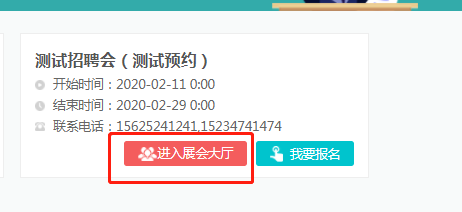 测试招聘会（测试预约）
开始时间：2020-02-11 0:00
结束时间：2020-02-29 0:00
联系电话：15625241241,15234741474
进入展会大厅 我要报名